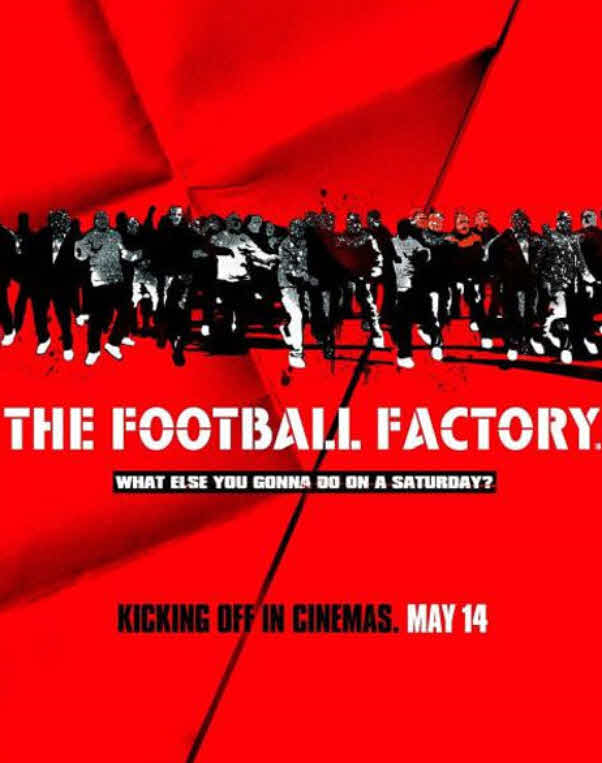 THE FOOTBALL FACTORY.
WHAT ELSE YOU GONNA DO ON A SATURDAY?
KICKING OFF IN CINEMAS. MAY 14